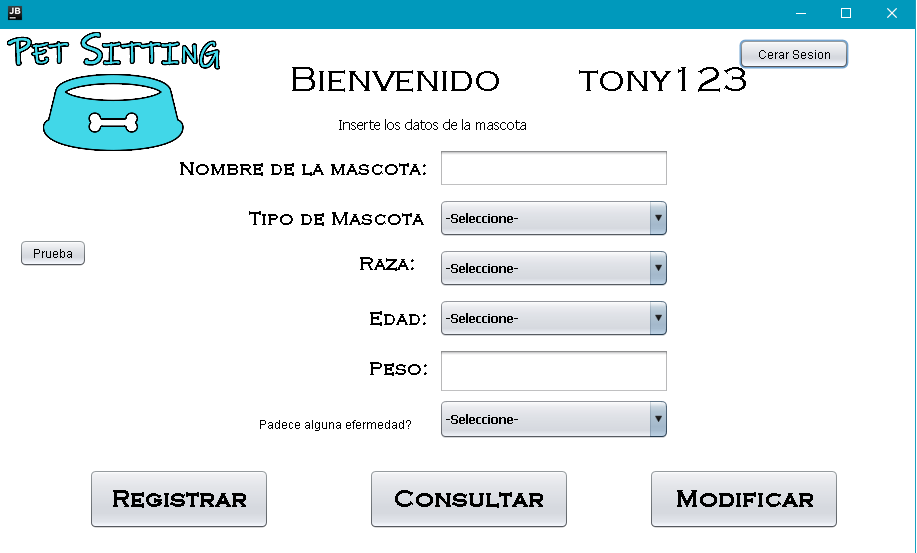 JB
Pet Sitting
Cerar Sesion
Bienvenido tony123
Inserte los datos de la mascota
Nombre de la mascota:
Tipo de Mascota -Seleccione-
Prueba
Raza: -Seleccione-
Edad: -Seleccione-
Peso:
Padece alguna efermedad? -Seleccione-
Registrar Consultar Modificar